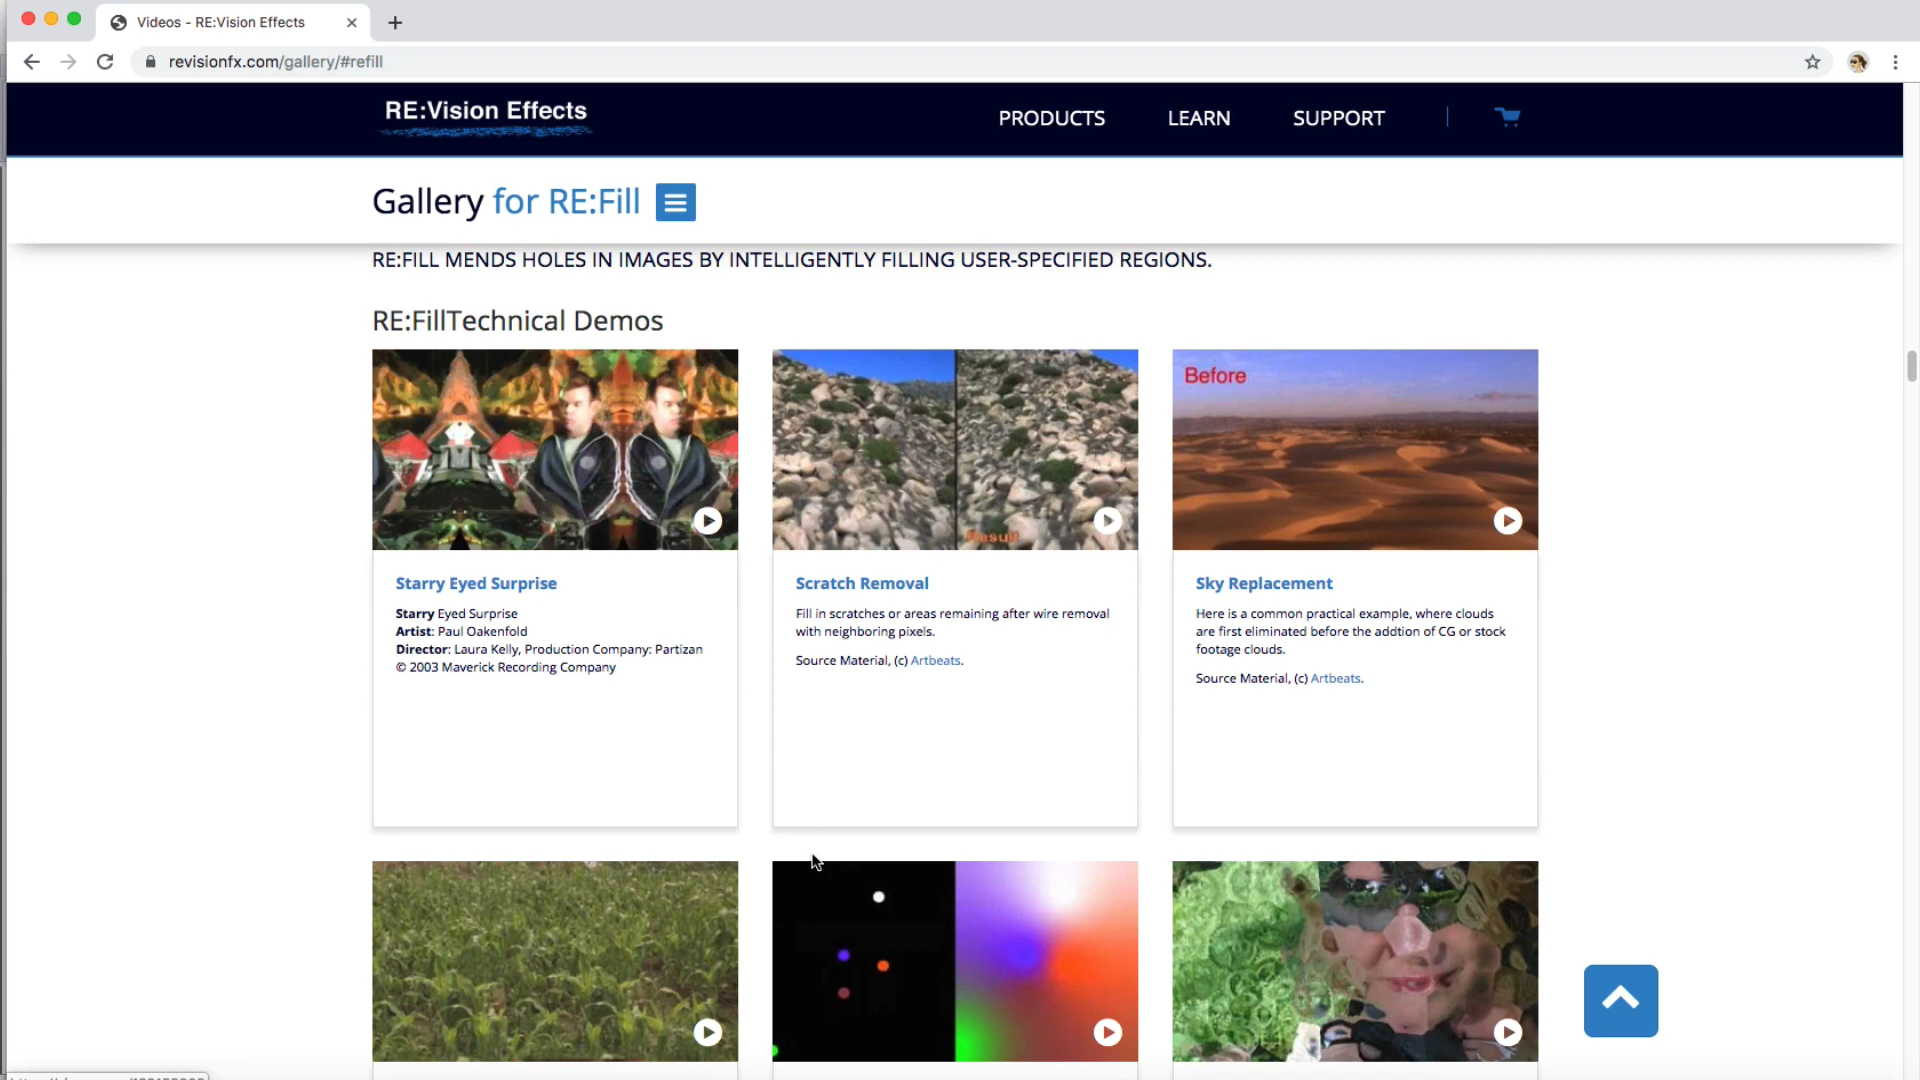 Videos - RE:Vision Effects
revisionfx.com/gallery/#refill
RE:Vision Effects
PRODUCTS
LEARN
SUPPORT
Gallery for RE:Fill
RE:FILL MENDS HOLES IN IMAGES BY INTELLIGENTLY FILLING USER-SPECIFIED REGIONS.
RE:FillTechnical Demos
Result
Before
Starry Eyed Surprise
Starry Eyed Surprise
Artist: Paul Oakenfold
Director: Laura Kelly, Production Company: Partizan
© 2003 Maverick Recording Company
Scratch Removal
Fill in scratches or areas remaining after wire removal
with neighboring pixels.
Source Material, (c) Artbeats.
Sky Replacement
Here is a common practical example, where clouds
are first eliminated before the addtion of CG or stock
footage clouds.
Source Material, (c) Artbeats.